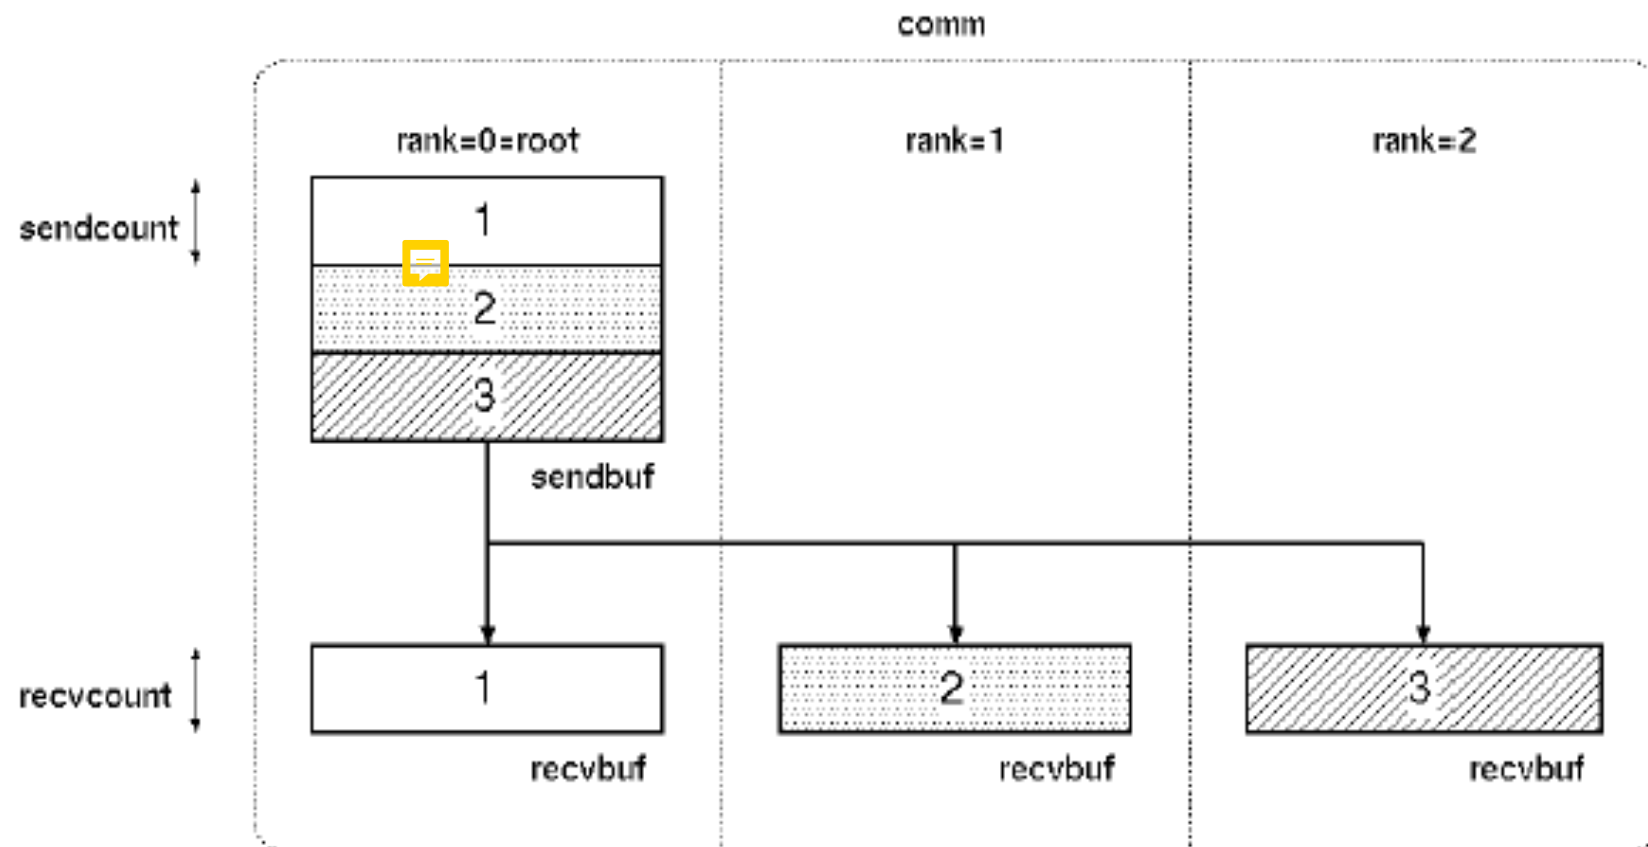 comm
rank=0=root
rank=1
rank=2
sendcount
1
2
3
sendbuf
recvcount
1
2
3
recvbuf
recvbuf
recvbuf